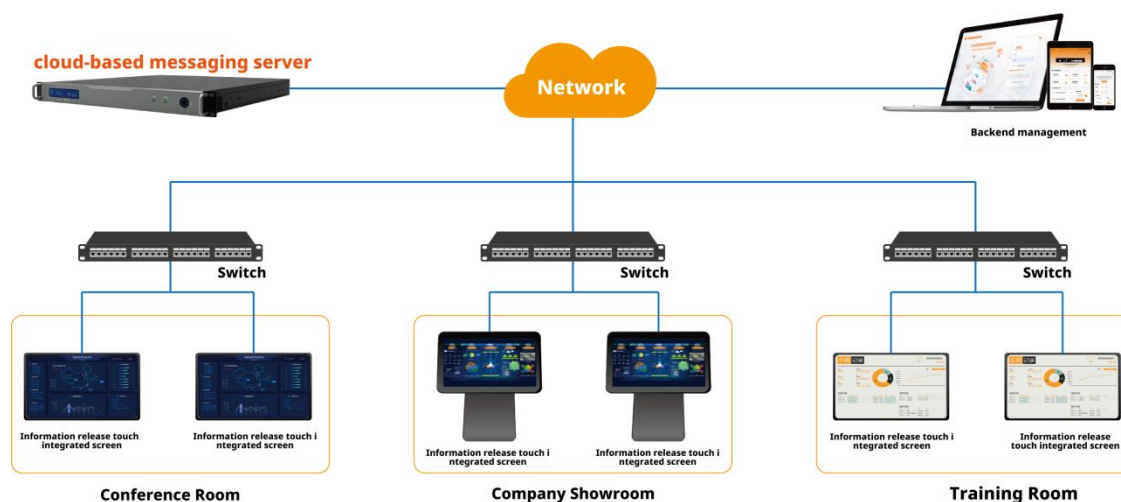 cloud-based messaging server
Network
Backend management
Switch
Switch
Switch
Information release touch
integrated screen
Information release touch i
ntegrated screen
Information release touch i
ntegrated screen
Information release touch i
ntegrated screen
Information release touch i
ntegrated screen
Information release
touch integrated screen
Conference Room
Company Showroom
Training Room